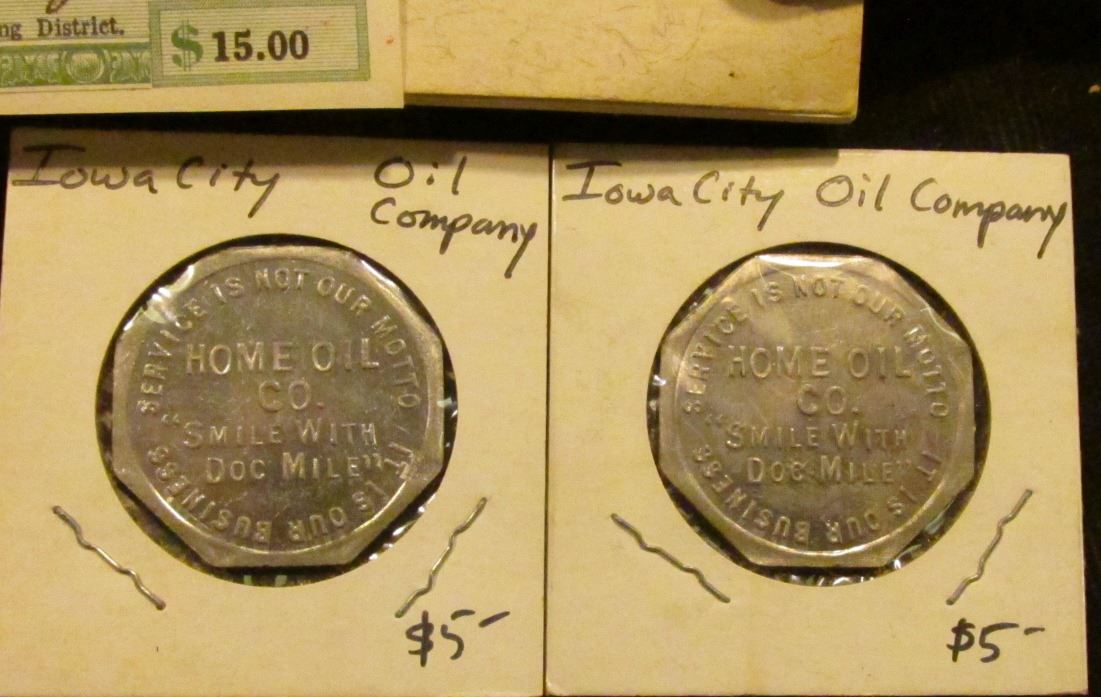 ng District.
$15.00
Iowa City Oil
Company
SERVICE IS NOT OUR MOTTO IT IS OUR BUSINESS
HOME OIL
CO.
"SMILE WITH
DOC MILE"
$5-
Iowa City Oil Company
SERVICE IS NOT OUR MOTTO IT IS OUR BUSINESS
HOME OIL
CO.
"SMILE WITH
DOC MILE"
$5-